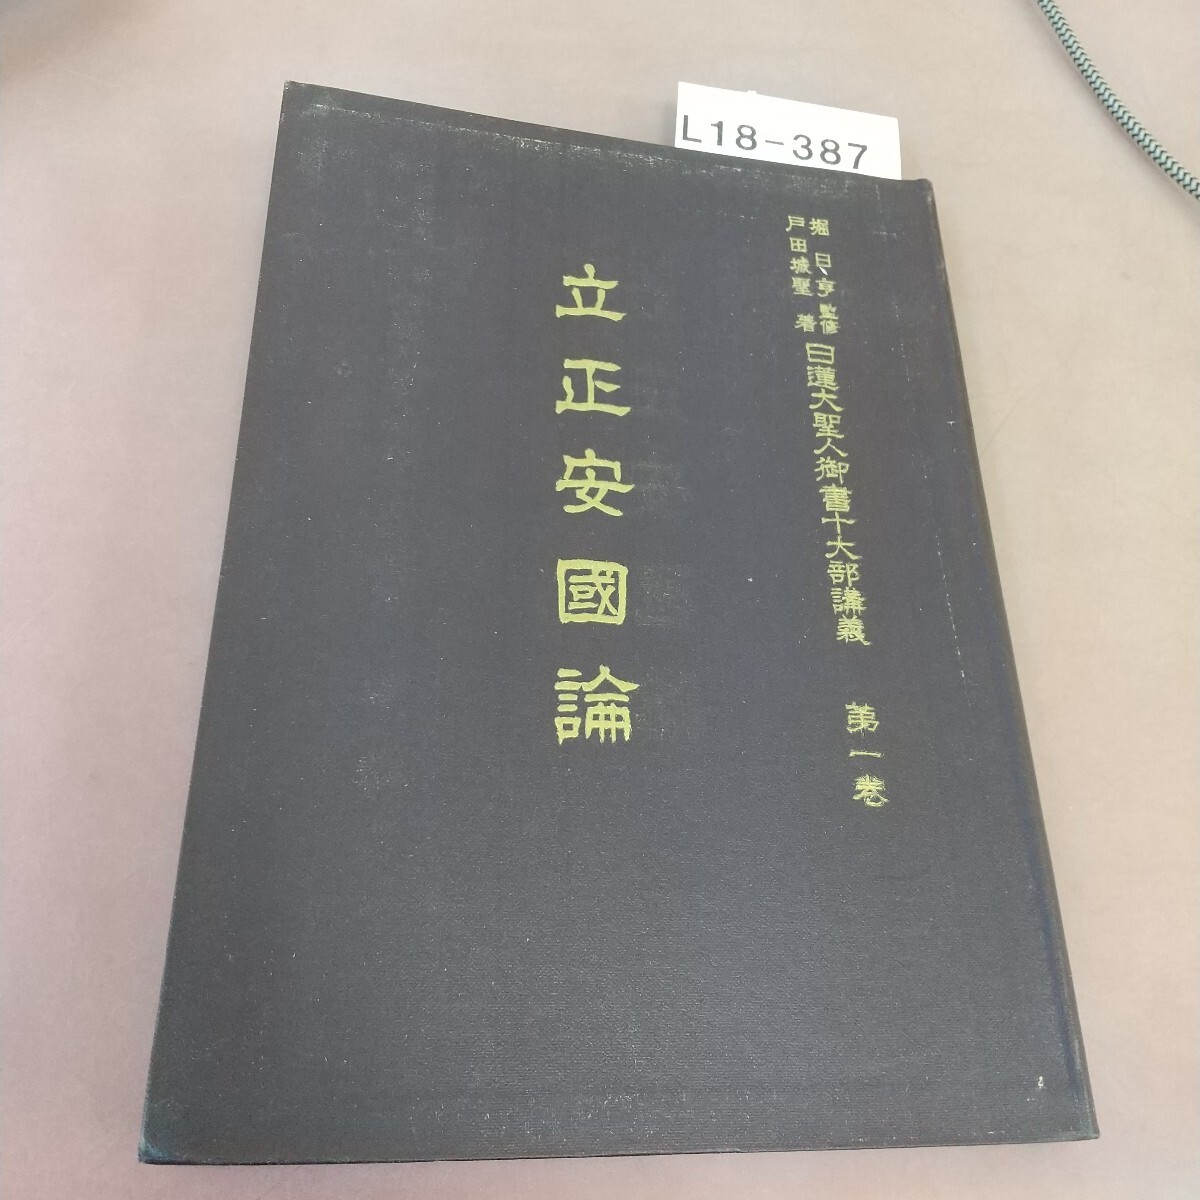 L18-387
堀日亨監修
戸田城聖著
日蓮大聖人御書十大部講義 第一巻
立正安國論